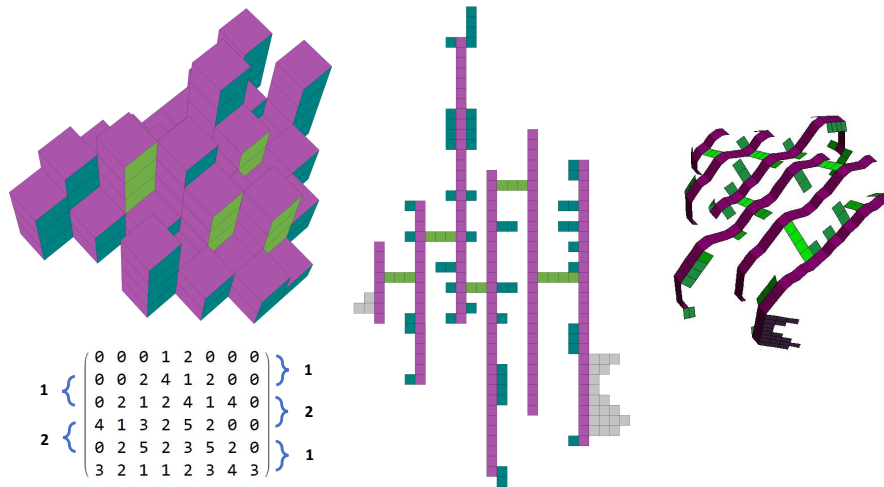 0 0 0 1 2 0 0 0
0 0 2 4 1 2 0 0
0 2 1 2 4 1 4 0
4 1 3 2 5 2 0 0
0 2 5 2 3 5 2 0
3 2 1 1 2 3 4 3
1
2
1
2
1